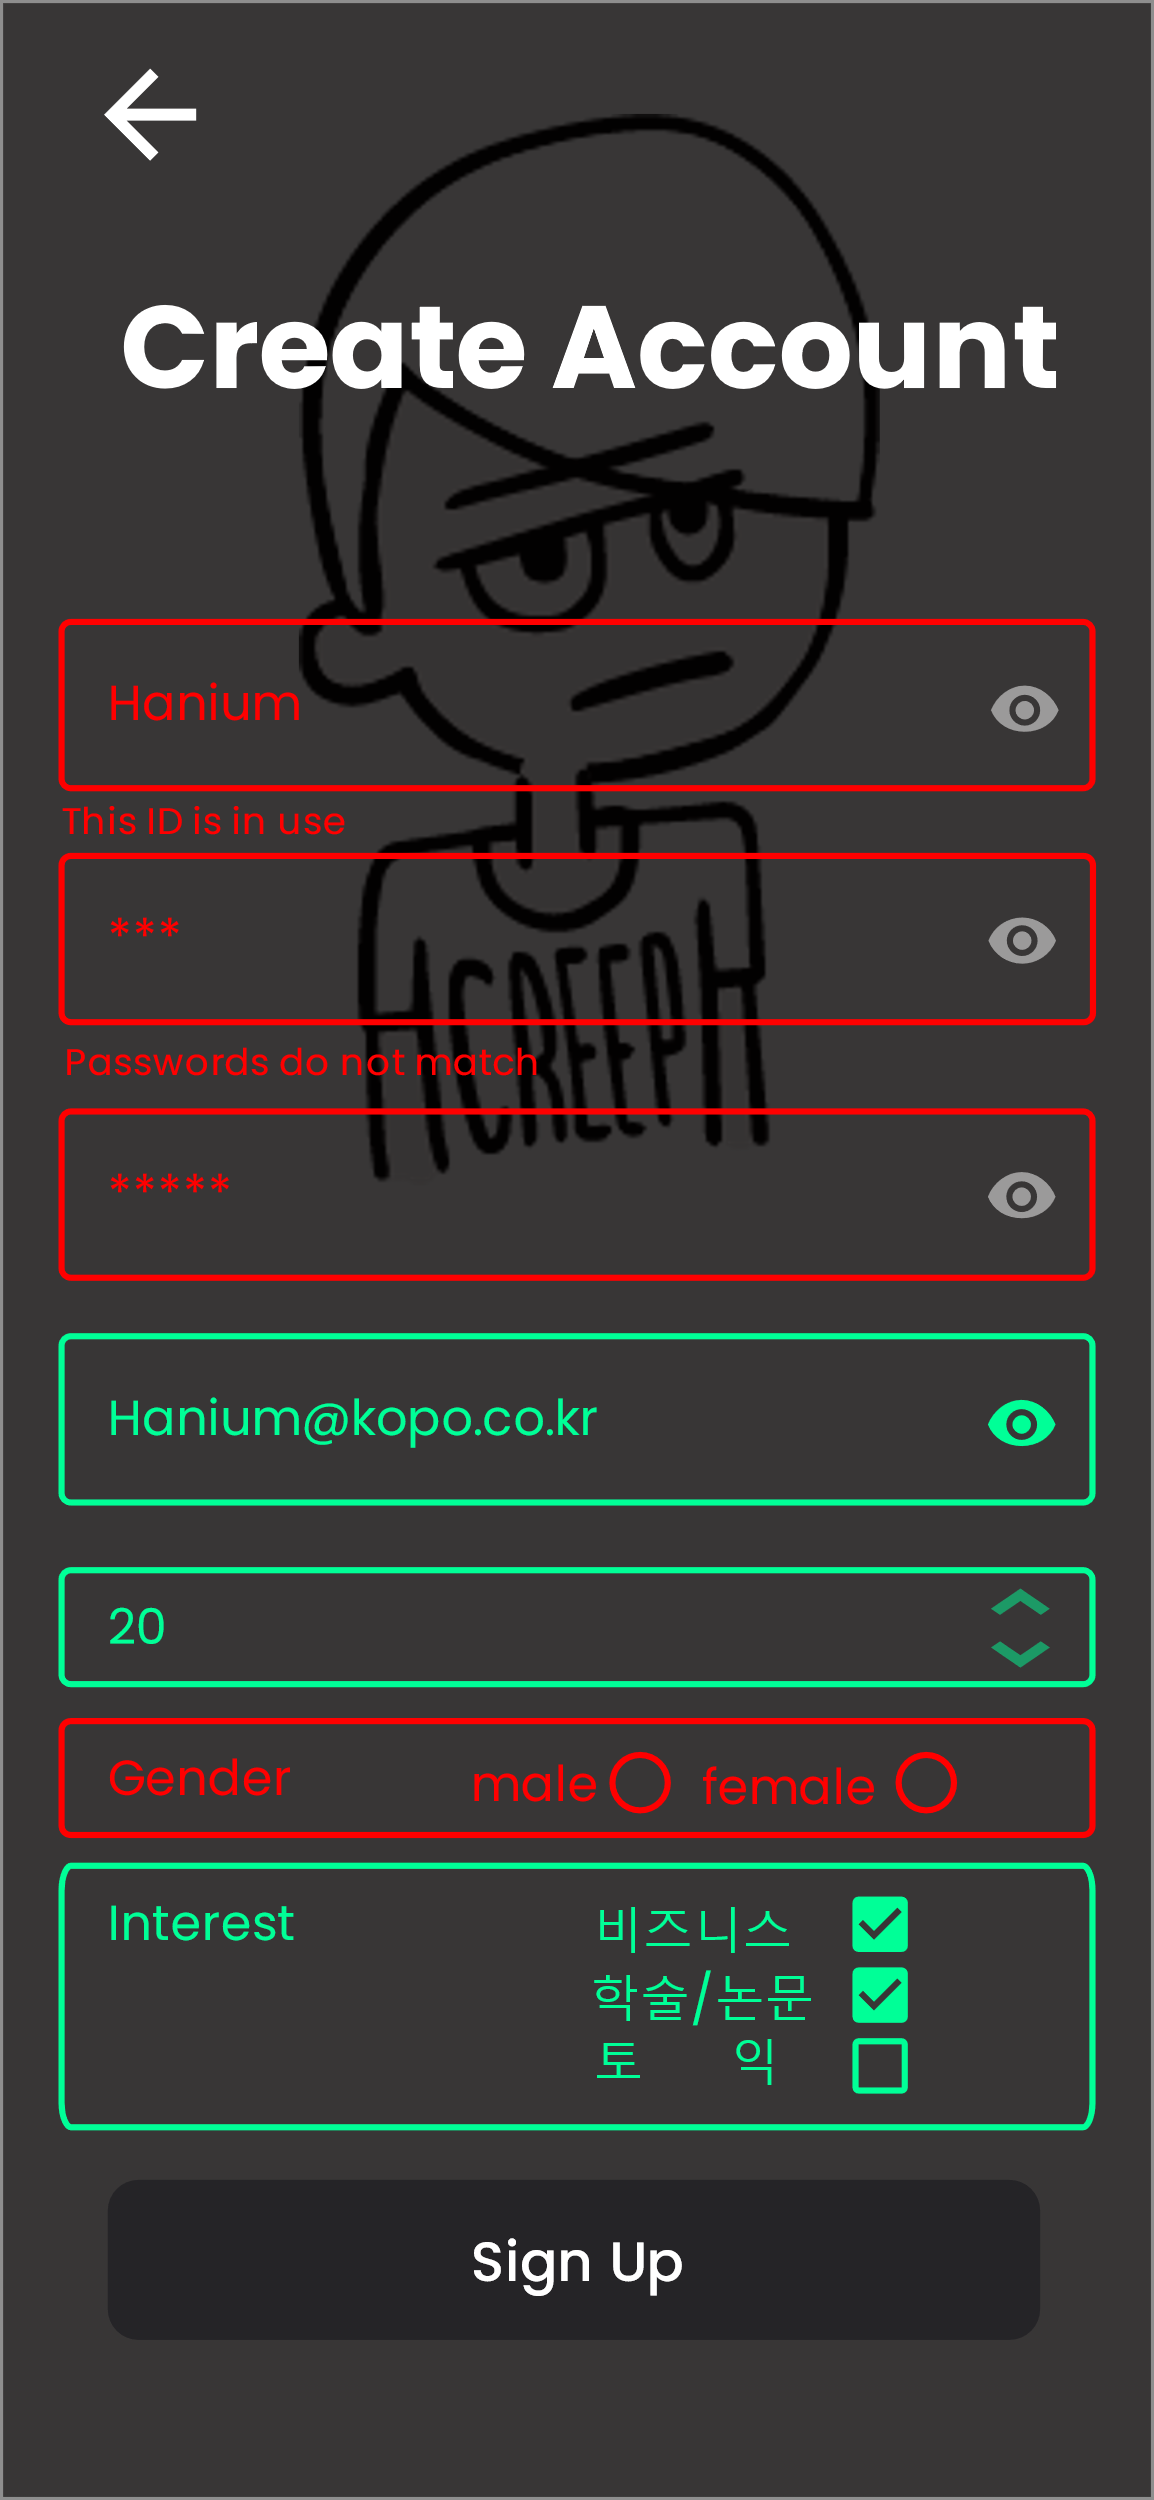 Create Account
Hanium
This ID is in use
***
Passwords do not match
*****
Hanium@kopo.co.kr
20
Gender male female
Interest 비즈니스
학술/논문
토 익
Sign Up
CREEP